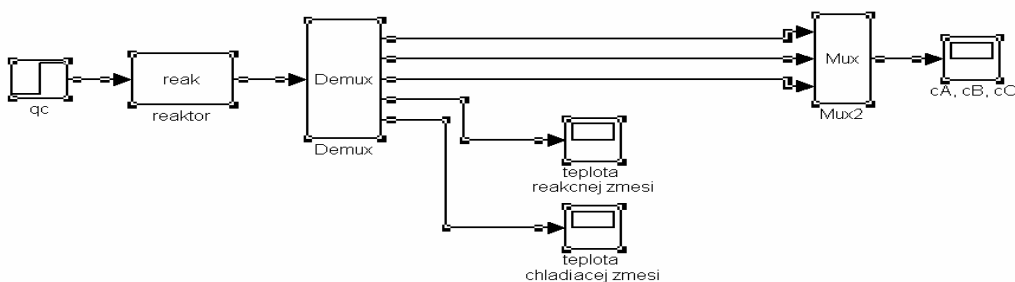 qc
reak
reaktor
Demux
Demux
Mux
Mux2
cA, cB, cC
teplota
reakcnej zmesi
teplota
chladiacej zmesi